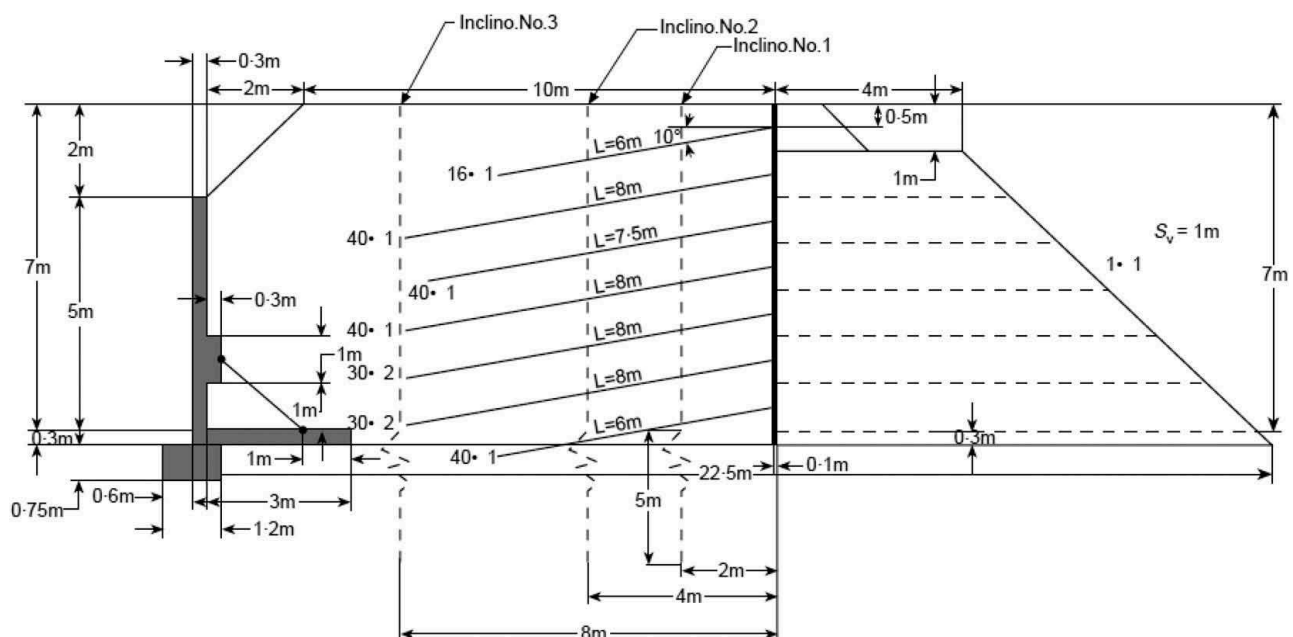 Inclino.No.3
Inclino.No.2
Inclino.No.1
0·3m
2m
10m
4m
0·5m
10°
L=6m
16• 1
1m
2m
L=8m
40• 1
Sv = 1m
L=7·5m
1• 1
7m
7m
40• 1
5m
0·3m
L=8m
40• 1
1m
L=8m
30• 2
1m
L=8m
30• 2
0·3m
L=6m
0·3m
40• 1
1m
22·5m
0·1m
0·6m
3m
5m
0·75m
1·2m
2m
4m
8m